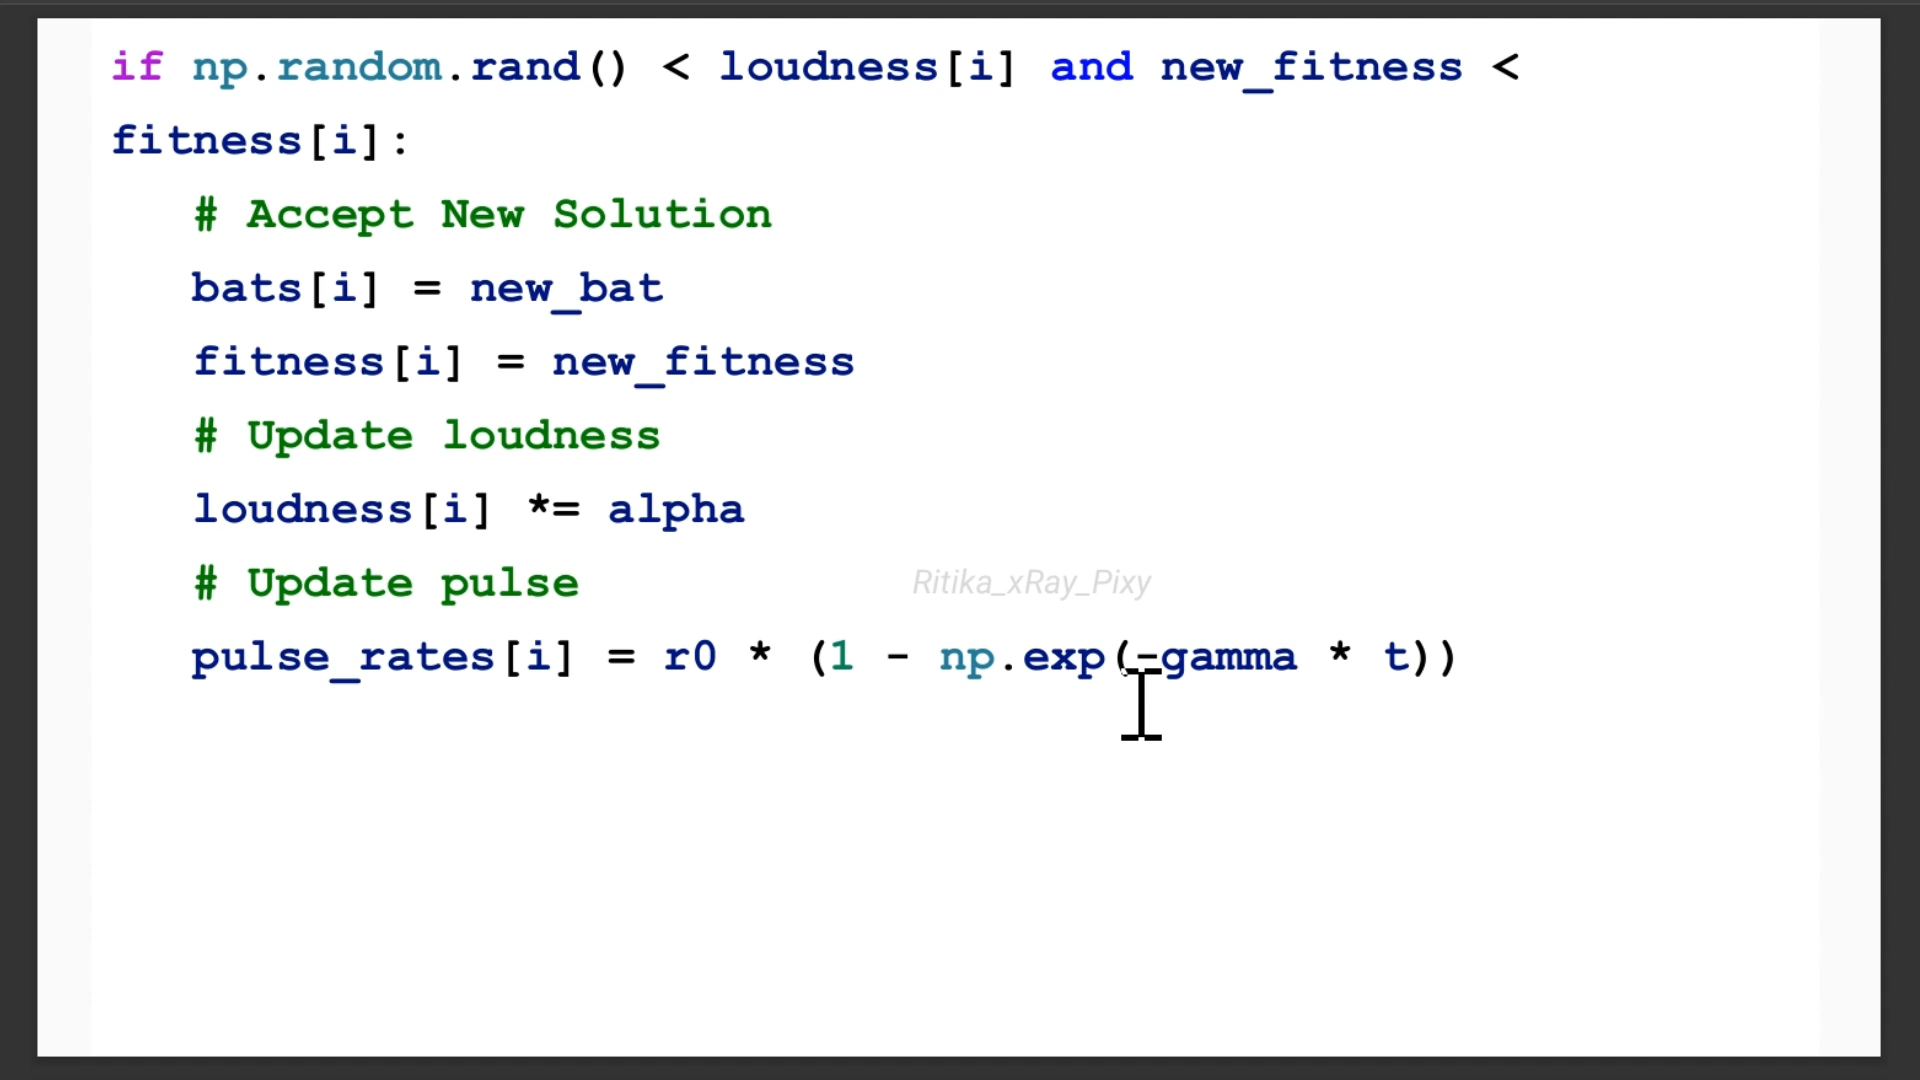 if np.random.rand() < loudness[i] and new_fitness <
fitness[i]:
# Accept New Solution
bats[i] = new_bat
fitness[i] = new_fitness
# Update loudness
loudness[i] *= alpha
# Update pulse
Ritika_xRay_Pixy
pulse_rates[i] = r0 * (1 - np.exp(-gamma * t))